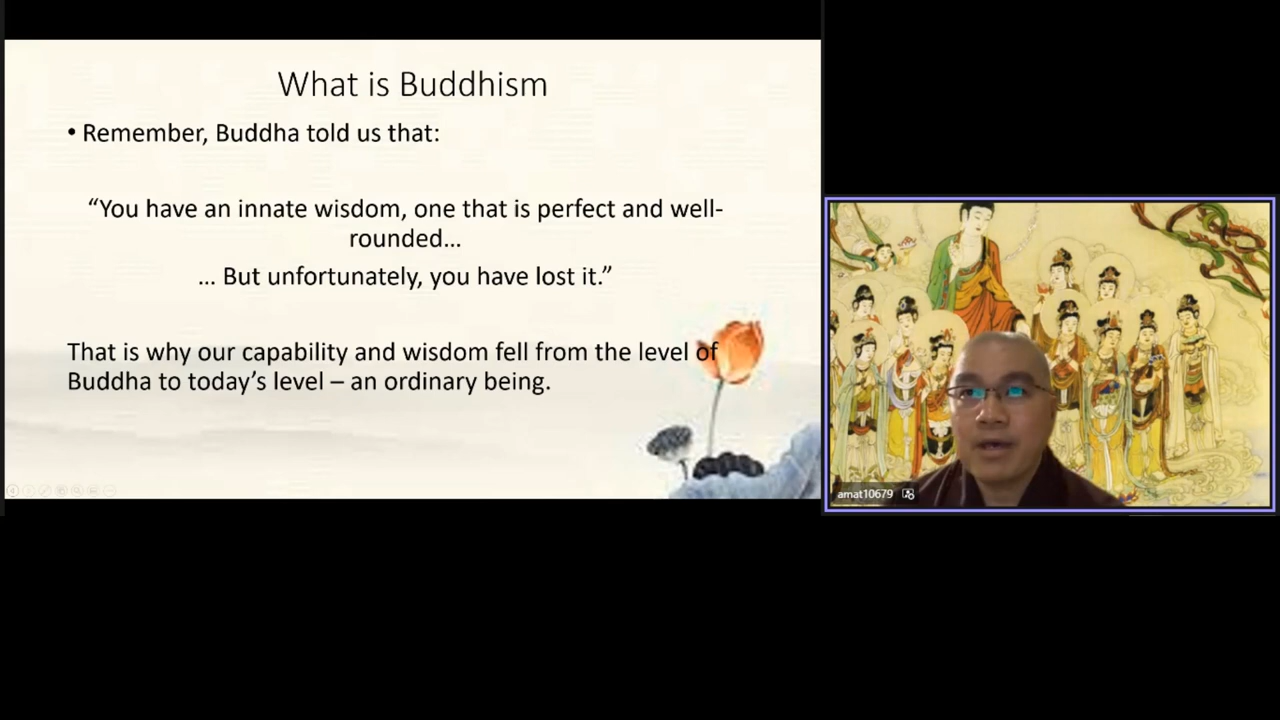 What is Buddhism
• Remember, Buddha told us that:
“You have an innate wisdom, one that is perfect and well-
rounded…
… But unfortunately, you have lost it.”
That is why our capability and wisdom fell from the level of
Buddha to today’s level – an ordinary being.
amat10679